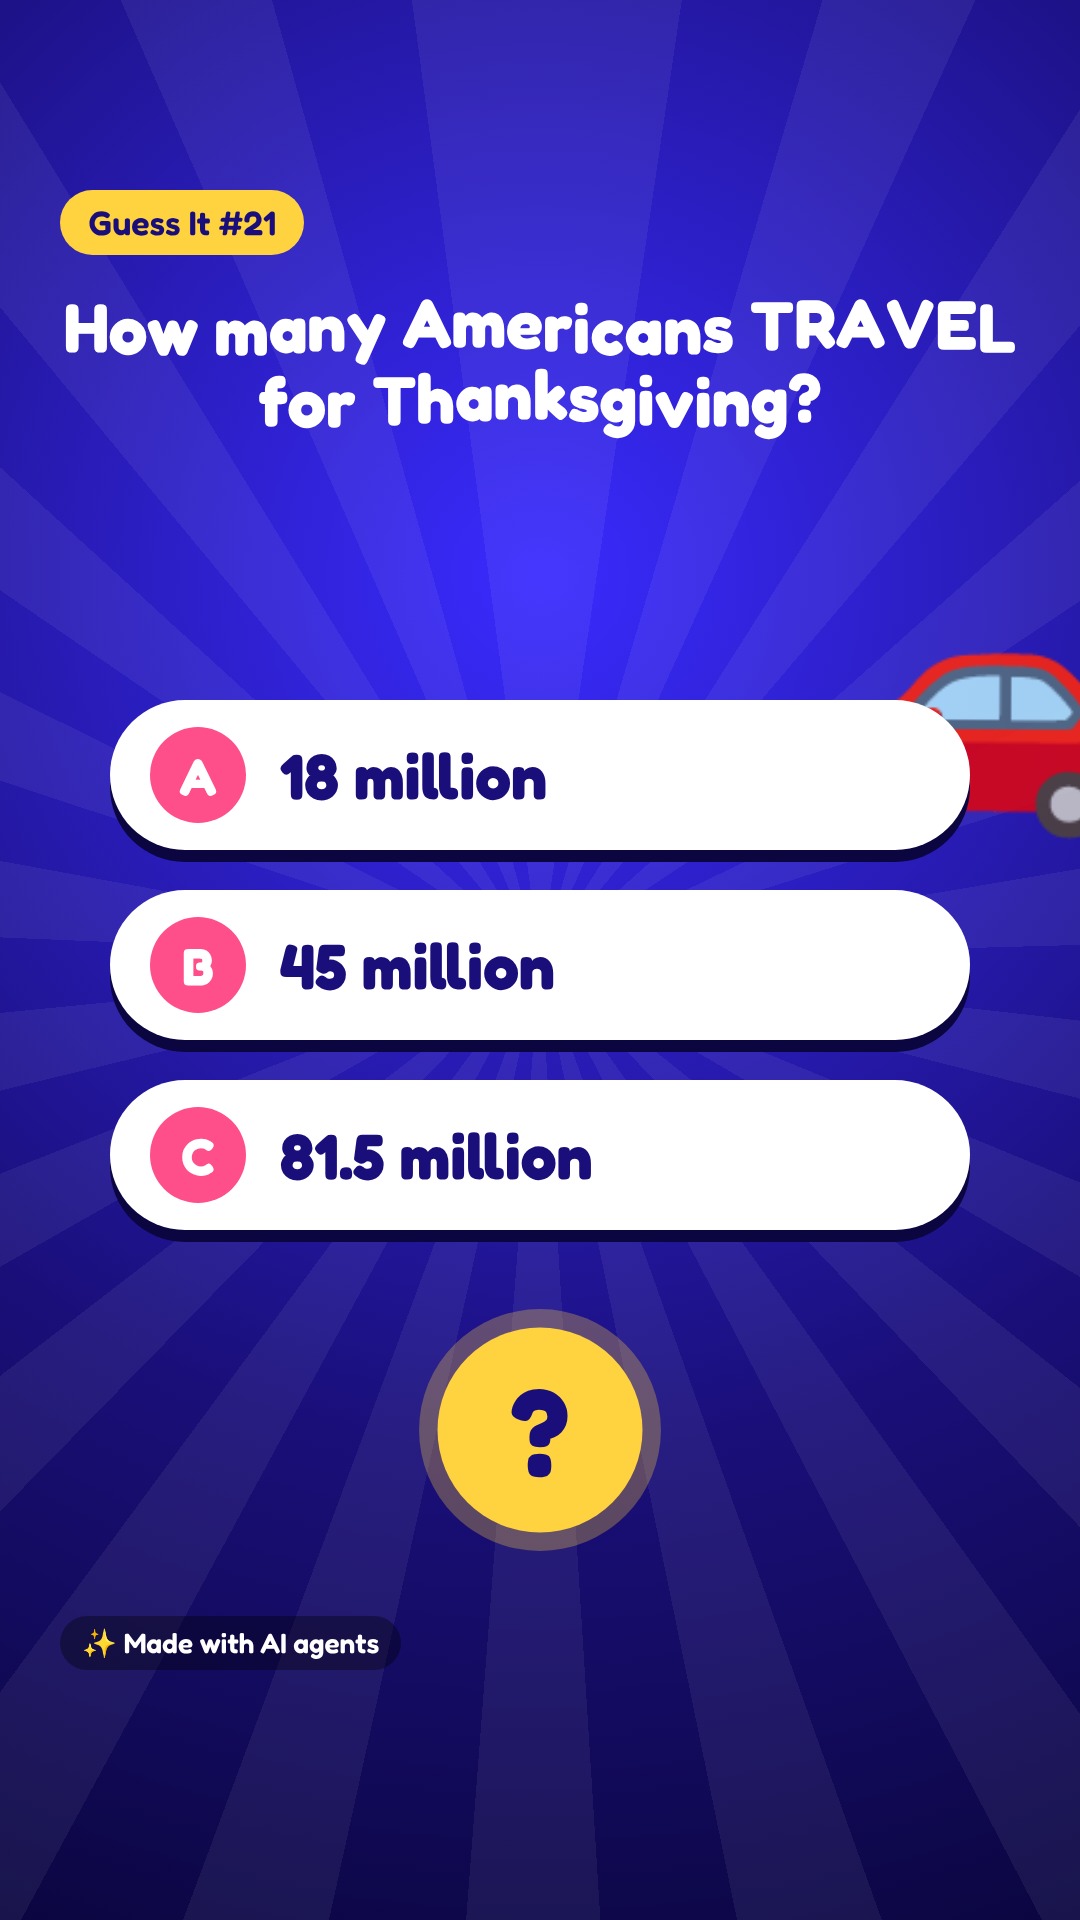 Guess It #21
How many Americans TRAVEL
for Thanksgiving?
A 18 million
B 45 million
C 81.5 million
?
✨ Made with AI agents